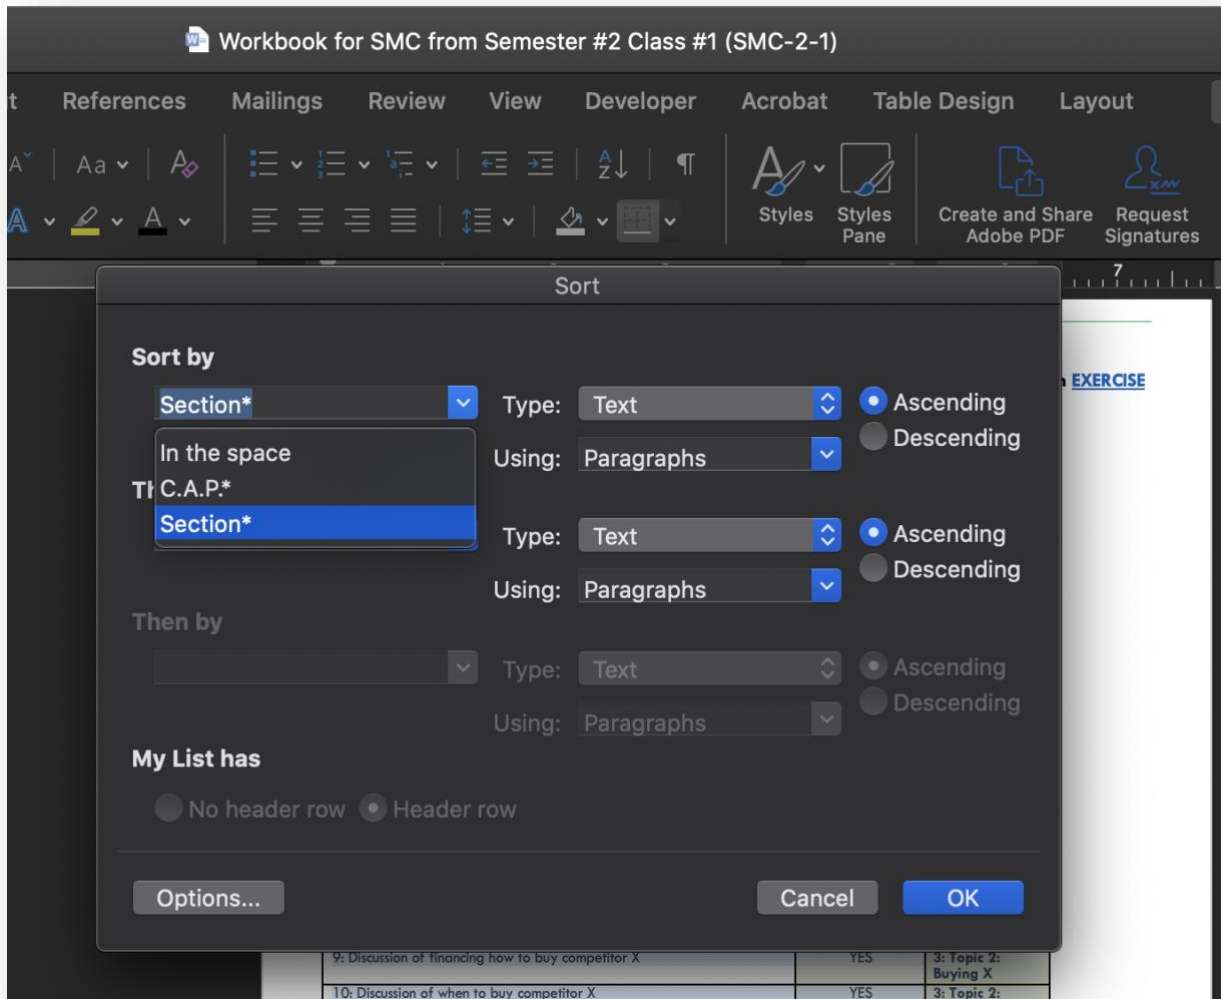 Workbook for SMC from Semester #2 Class #1 (SMC-2-1)
t References Mailings Review View Developer Acrobat Table Design Layout
Aa
Styles
Styles Pane
Create and Share Adobe PDF
Request Signatures
7
Sort
EXERCISE
Sort by
Section* Type: Text Ascending
Descending
Using: Paragraphs
In the space
C.A.P.*
Section*
Type: Text Ascending
Descending
Using: Paragraphs
Then by
Type: Text Ascending
Descending
Using: Paragraphs
My List has
No header row Header row
Options... Cancel OK
9: Discussion of financing how to buy competitor X YES 3: Topic 2:
Buying X
10: Discussion of when to buy competitor X YES 3: Topic 2: